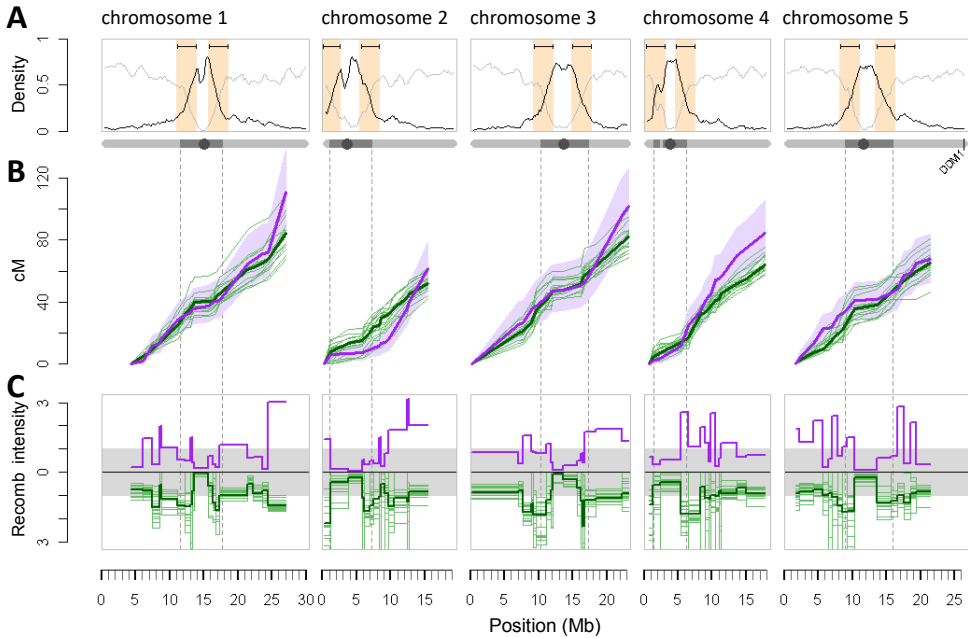 A
chromosome 1 chromosome 2 chromosome 3 chromosome 4 chromosome 5
Density
1
0.5
0
DDM1
B
cM
120
80
40
0
C
Recomb intensity
3
0
3
0 5 10 15 20 25 30 0 5 10 15 0 5 10 15 20 0 5 10 15 0 5 10 15 20 25
Position (Mb)